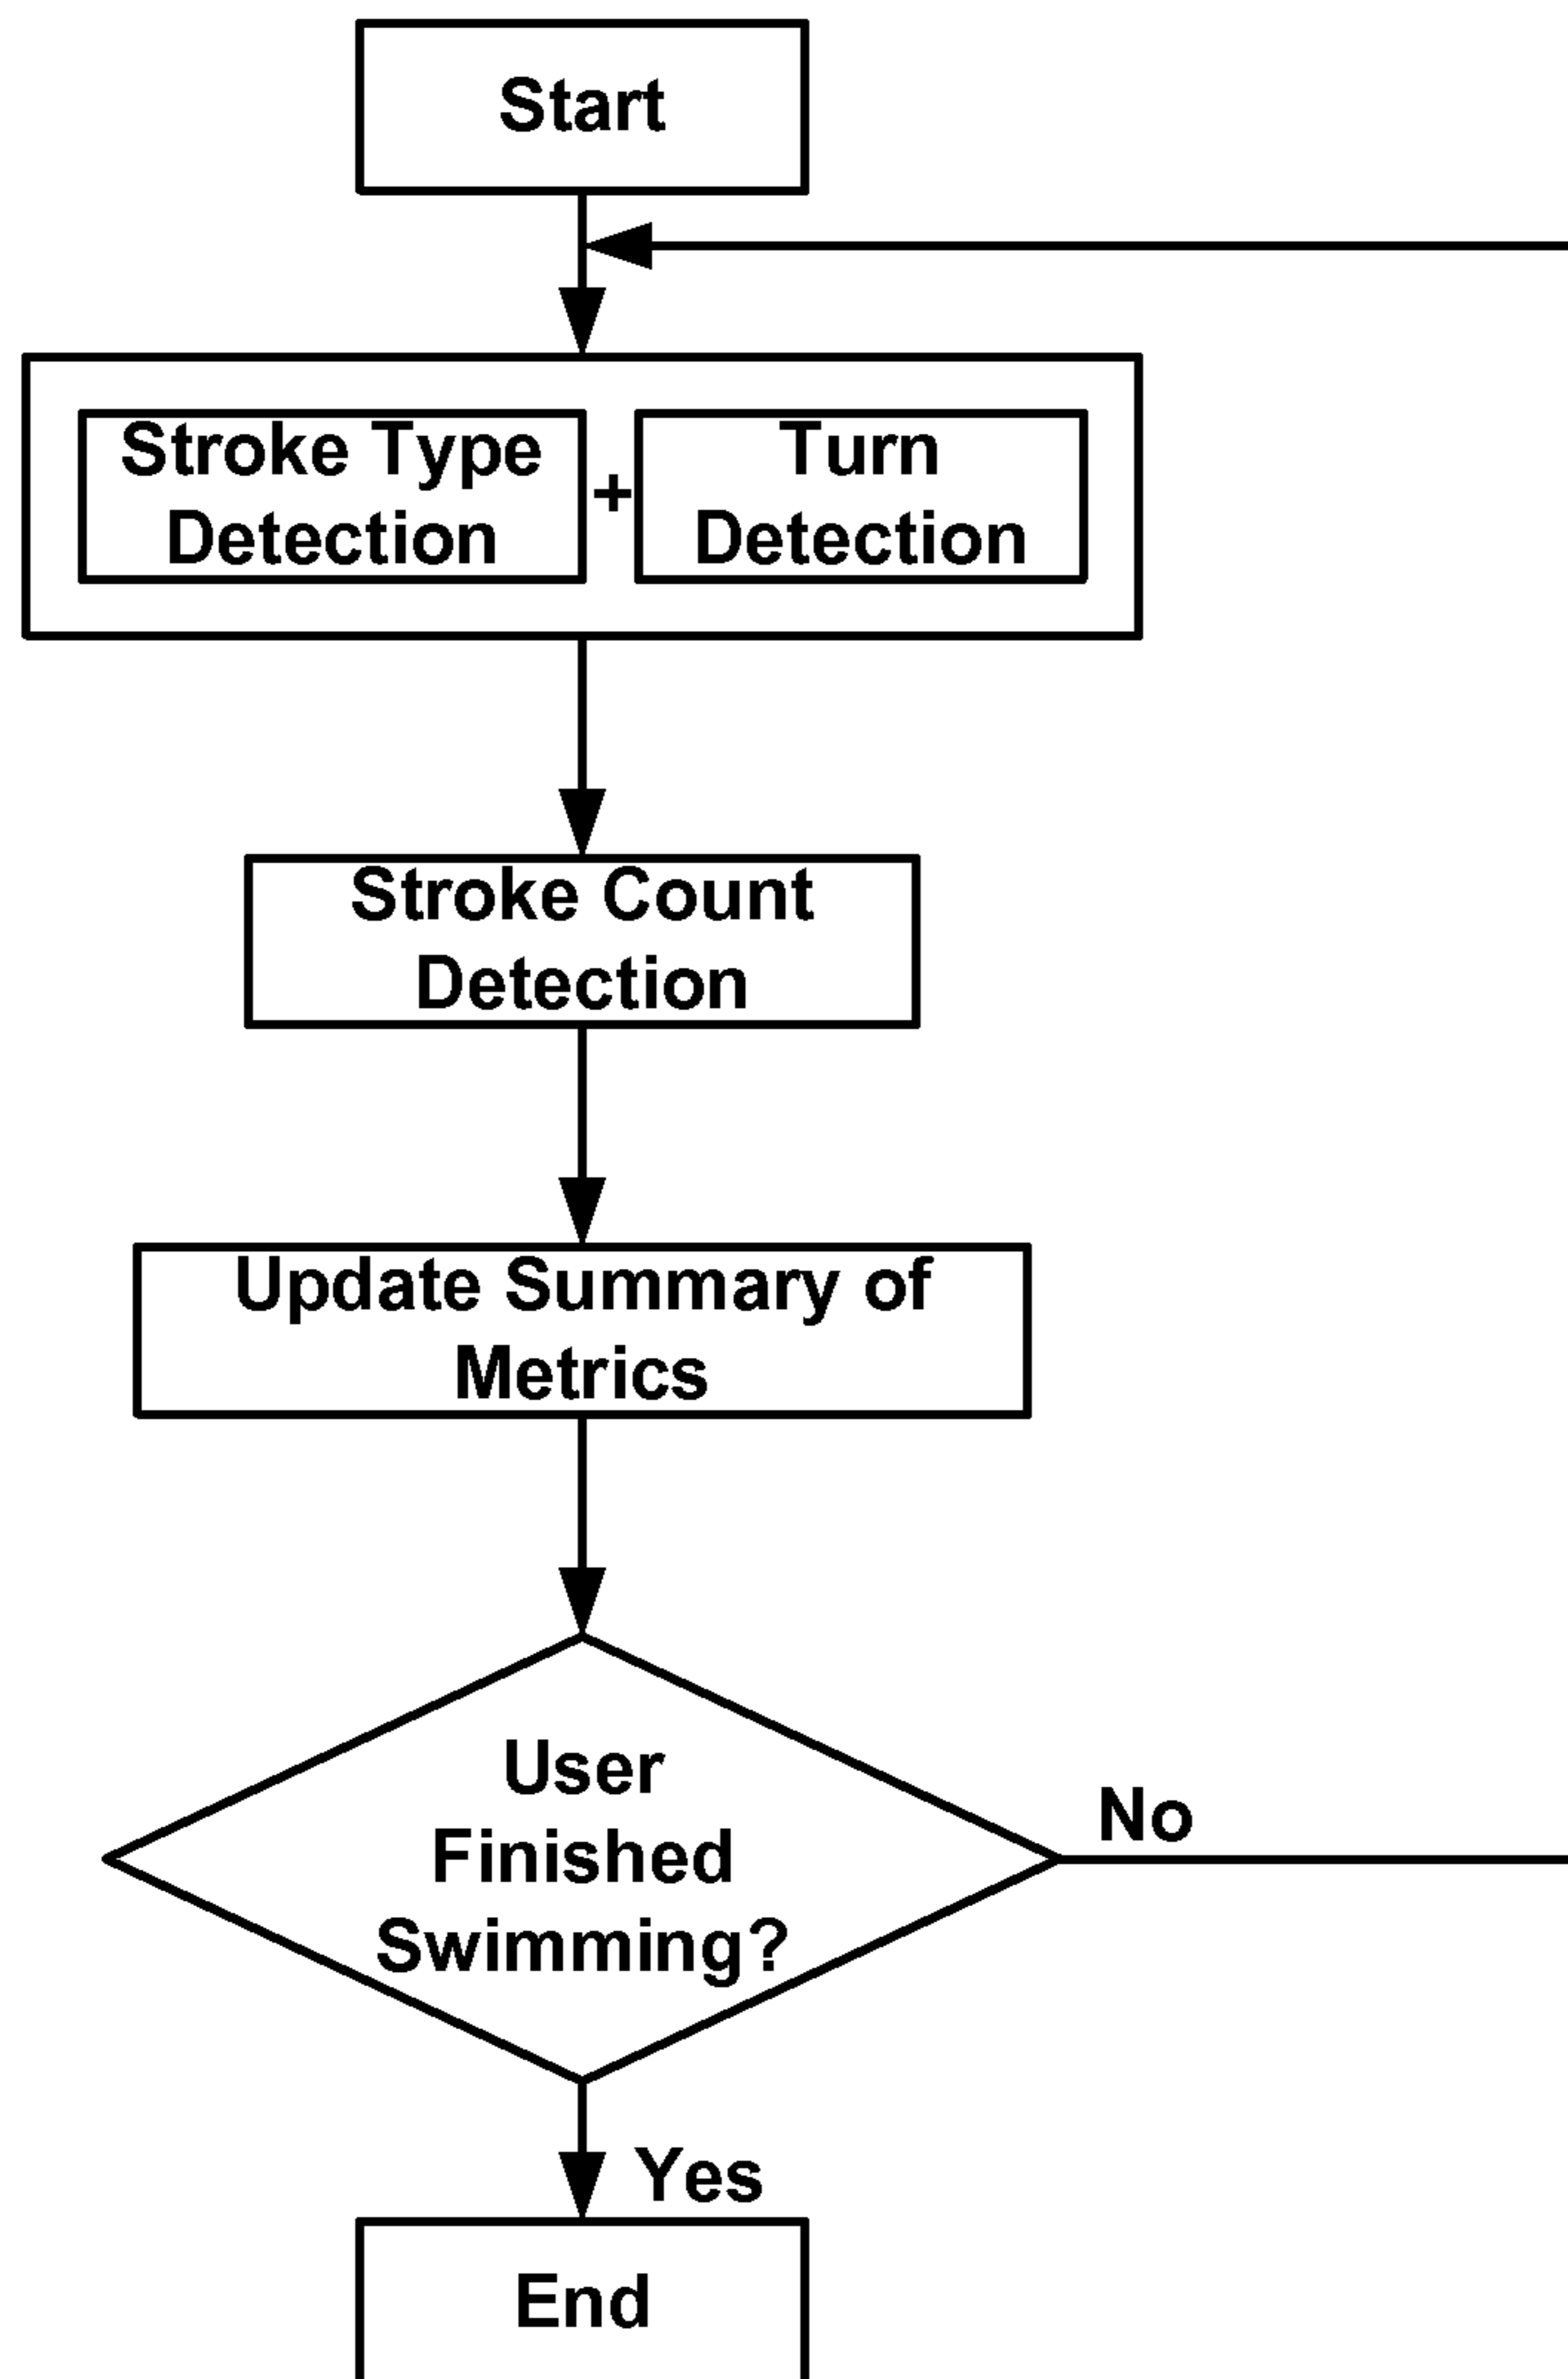 Start
Stroke Type
Detection
+
Turn
Detection
Stroke Count
Detection
Update Summary of
Metrics
User
Finished
Swimming?
No
Yes
End